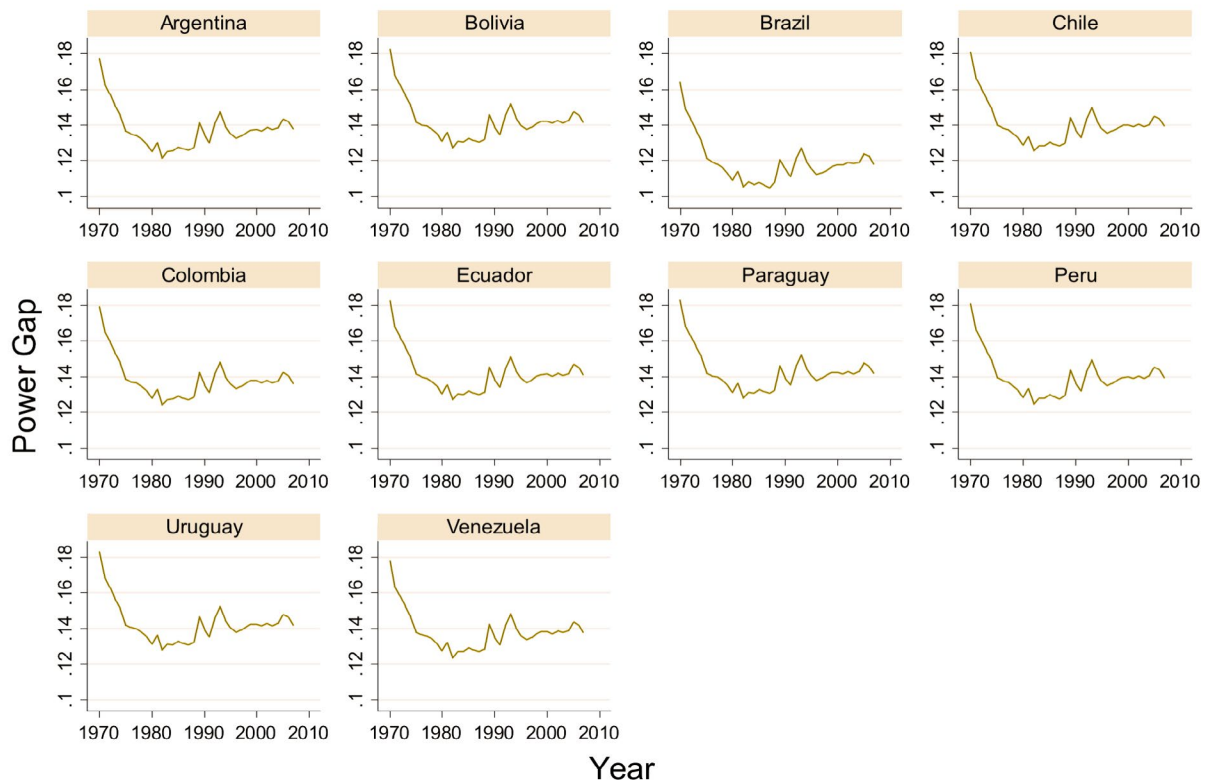 Argentina Bolivia Brazil Chile
.18 .18 .18 .18
.16 .16 .16 .16
.14 .14 .14 .14
.12 .12 .12 .12
.1 .1 .1 .1
1970 1980 1990 2000 2010 1970 1980 1990 2000 2010 1970 1980 1990 2000 2010 1970 1980 1990 2000 2010
Colombia Ecuador Paraguay Peru
.18 .18 .18 .18
.16 .16 .16 .16
.14 .14 .14 .14
.12 .12 .12 .12
.1 .1 .1 .1
1970 1980 1990 2000 2010 1970 1980 1990 2000 2010 1970 1980 1990 2000 2010 1970 1980 1990 2000 2010
Power Gap
Uruguay Venezuela
.18 .18
.16 .16
.14 .14
.12 .12
.1 .1
1970 1980 1990 2000 2010 1970 1980 1990 2000 2010
Year